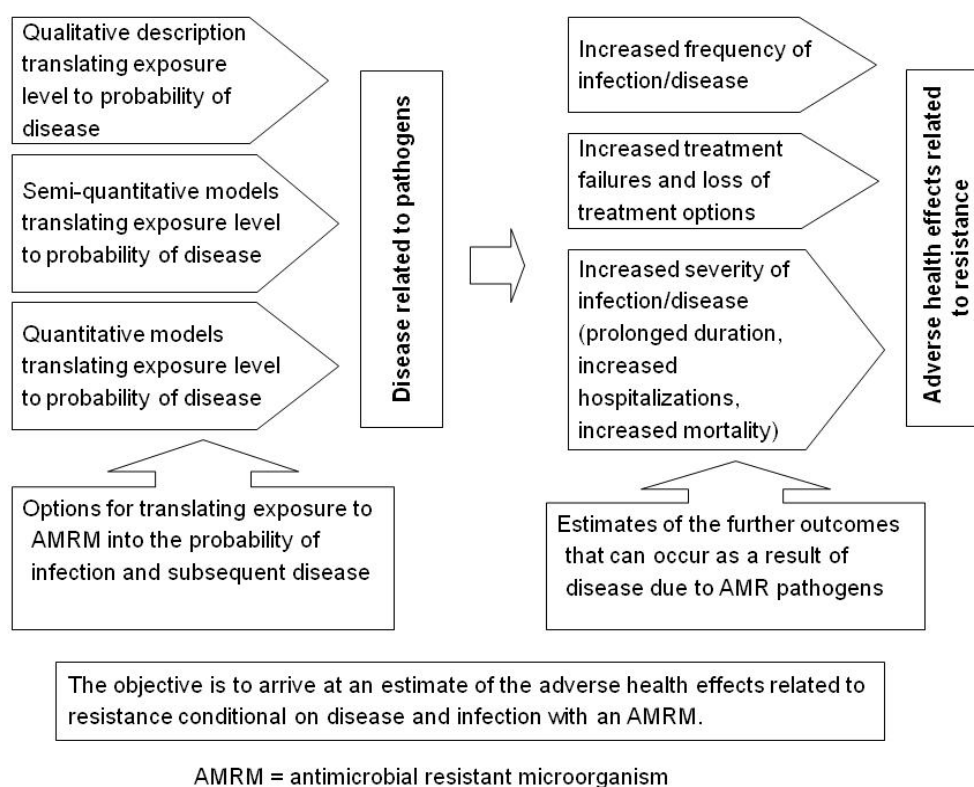 Qualitative description
translating exposure
level to probability of
disease
Semi-quantitative models
translating exposure level
to probability of disease
Quantitative models
translating exposure level
to probability of disease
Disease related to pathogens
Options for translating exposure to
AMRM into the probability of
infection and subsequent disease
Increased frequency of
infection/disease
Increased treatment
failures and loss of
treatment options
Increased severity of
infection/disease
(prolonged duration,
increased
hospitalizations,
increased mortality)
Adverse health effects related
to resistance
Estimates of the further outcomes
that can occur as a result of
disease due to AMR pathogens
The objective is to arrive at an estimate of the adverse health effects related to
resistance conditional on disease and infection with an AMRM.
AMRM = antimicrobial resistant microorganism